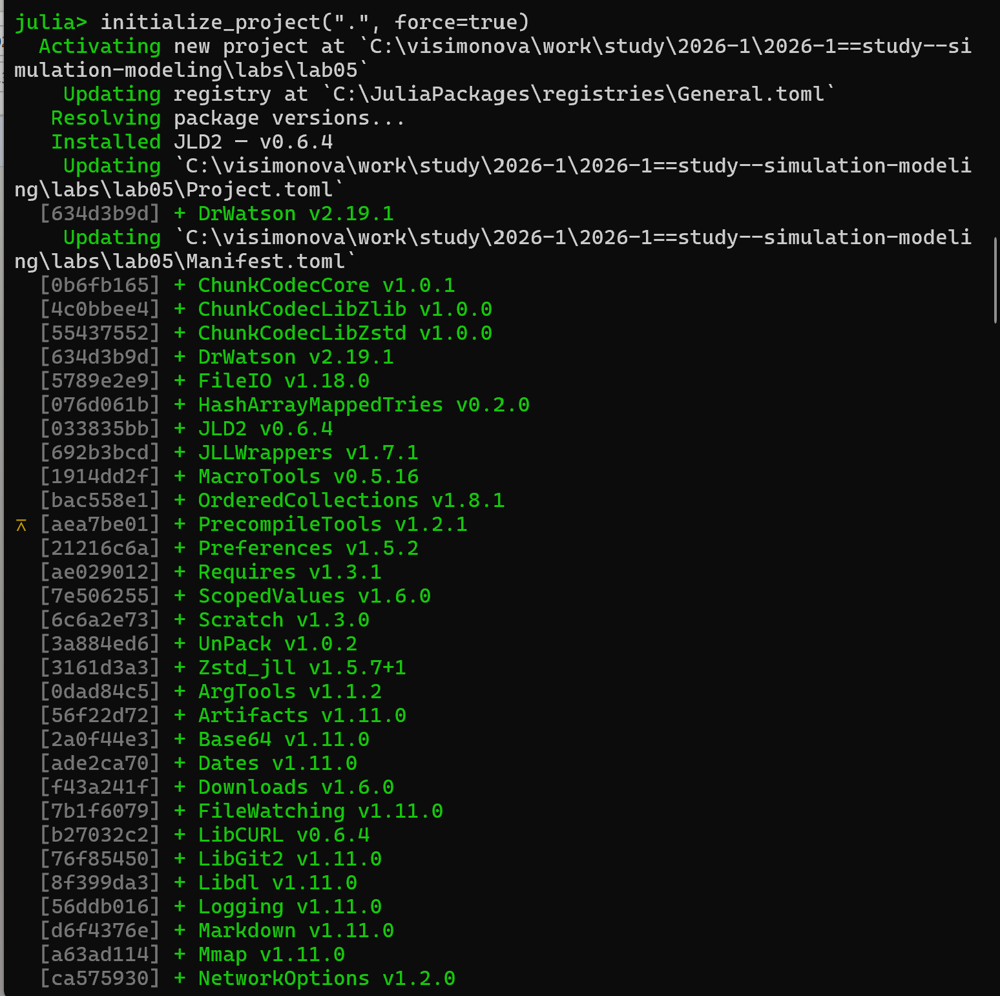 julia> initialize_project(".", force=true)
  Activating new project at `C:\visimonova\work\study\2026-1\2026-1==study--si
mulation-modeling\labs\lab05`
    Updating registry at `C:\JuliaPackages\registries\General.toml`
   Resolving package versions...
   Installed JLD2 ─ v0.6.4
    Updating `C:\visimonova\work\study\2026-1\2026-1==study--simulation-modeli
ng\labs\lab05\Project.toml`
  [634d3b9d] + DrWatson v2.19.1
    Updating `C:\visimonova\work\study\2026-1\2026-1==study--simulation-modeli
ng\labs\lab05\Manifest.toml`
  [0b6fb165] + ChunkCodecCore v1.0.1
  [4c0bbee4] + ChunkCodecLibZlib v1.0.0
  [55437552] + ChunkCodecLibZstd v1.0.0
  [634d3b9d] + DrWatson v2.19.1
  [5789e2e9] + FileIO v1.18.0
  [076d061b] + HashArrayMappedTries v0.2.0
  [033835bb] + JLD2 v0.6.4
  [692b3bcd] + JLLWrappers v1.7.1
  [1914dd2f] + MacroTools v0.5.16
  [bac558e1] + OrderedCollections v1.8.1
⌅ [aea7be01] + PrecompileTools v1.2.1
  [21216c6a] + Preferences v1.5.2
  [ae029012] + Requires v1.3.1
  [7e506255] + ScopedValues v1.6.0
  [6c6a2e73] + Scratch v1.3.0
  [3a884ed6] + UnPack v1.0.2
  [3161d3a3] + Zstd_jll v1.5.7+1
  [0dad84c5] + ArgTools v1.1.2
  [56f22d72] + Artifacts v1.11.0
  [2a0f44e3] + Base64 v1.11.0
  [ade2ca70] + Dates v1.11.0
  [f43a241f] + Downloads v1.6.0
  [7b1f6079] + FileWatching v1.11.0
  [b27032c2] + LibCURL v0.6.4
  [76f85450] + LibGit2 v1.11.0
  [8f399da3] + Libdl v1.11.0
  [56ddb016] + Logging v1.11.0
  [d6f4376e] + Markdown v1.11.0
  [a63ad114] + Mmap v1.11.0
  [ca575930] + NetworkOptions v1.2.0